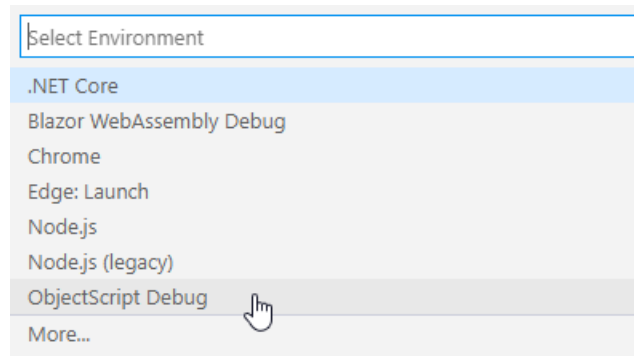 Select Environment
.NET Core
Blazor WebAssembly Debug
Chrome
Edge: Launch
Node.js
Node.js (legacy)
ObjectScript Debug
More...